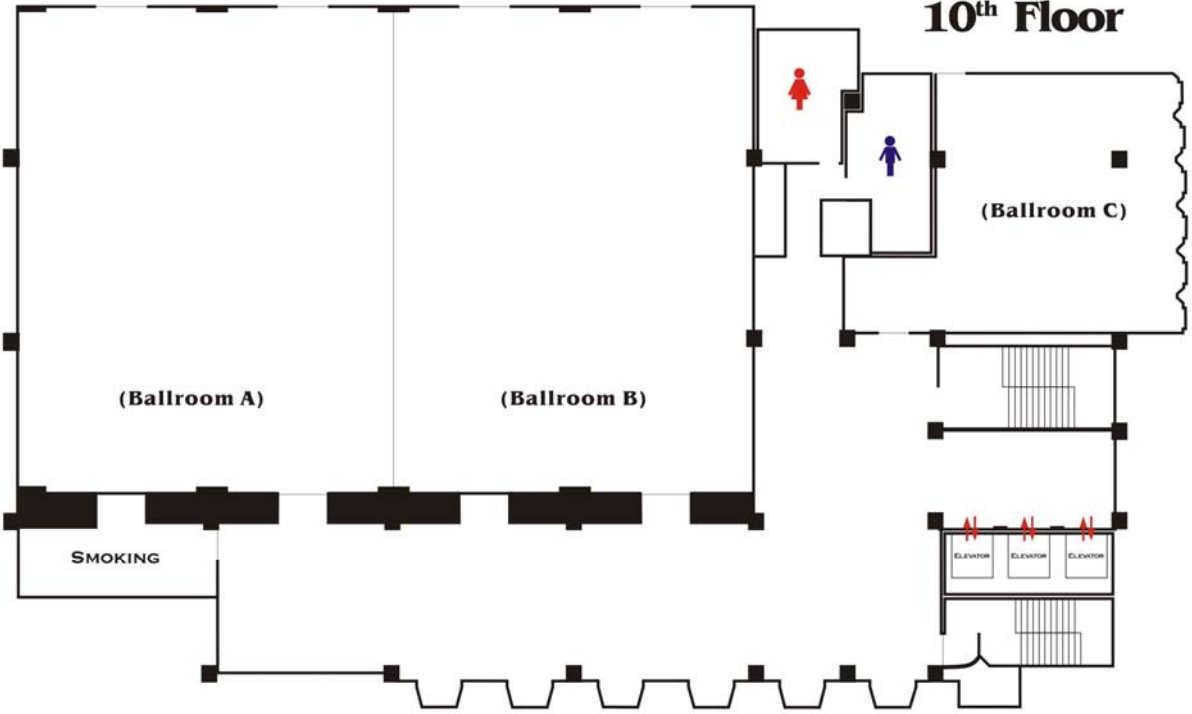 10th Floor
(Ballroom C)
(Ballroom A)
(Ballroom B)
SMOKING
ELEVATOR
ELEVATOR
ELEVATOR